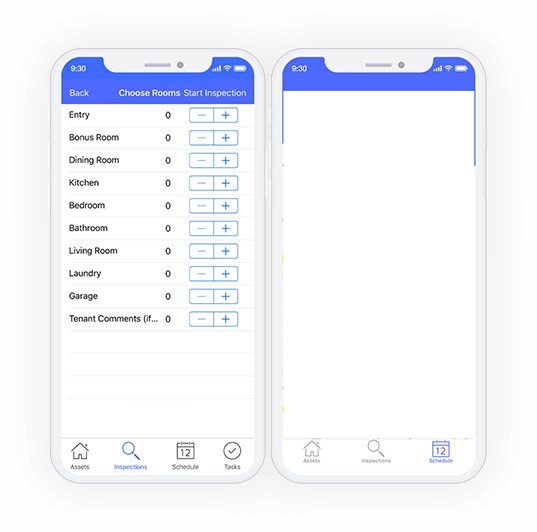 9:30
Back Choose Rooms Start Inspection
Entry 0 − +
Bonus Room 0 − +
Dining Room 0 − +
Kitchen 0 − +
Bedroom 0 − +
Bathroom 0 − +
Living Room 0 − +
Laundry 0 − +
Garage 0 − +
Tenant Comments (if... 0 − +
12
Assets Inspections Schedule Tasks
9:30
12
Assets Inspections Schedule